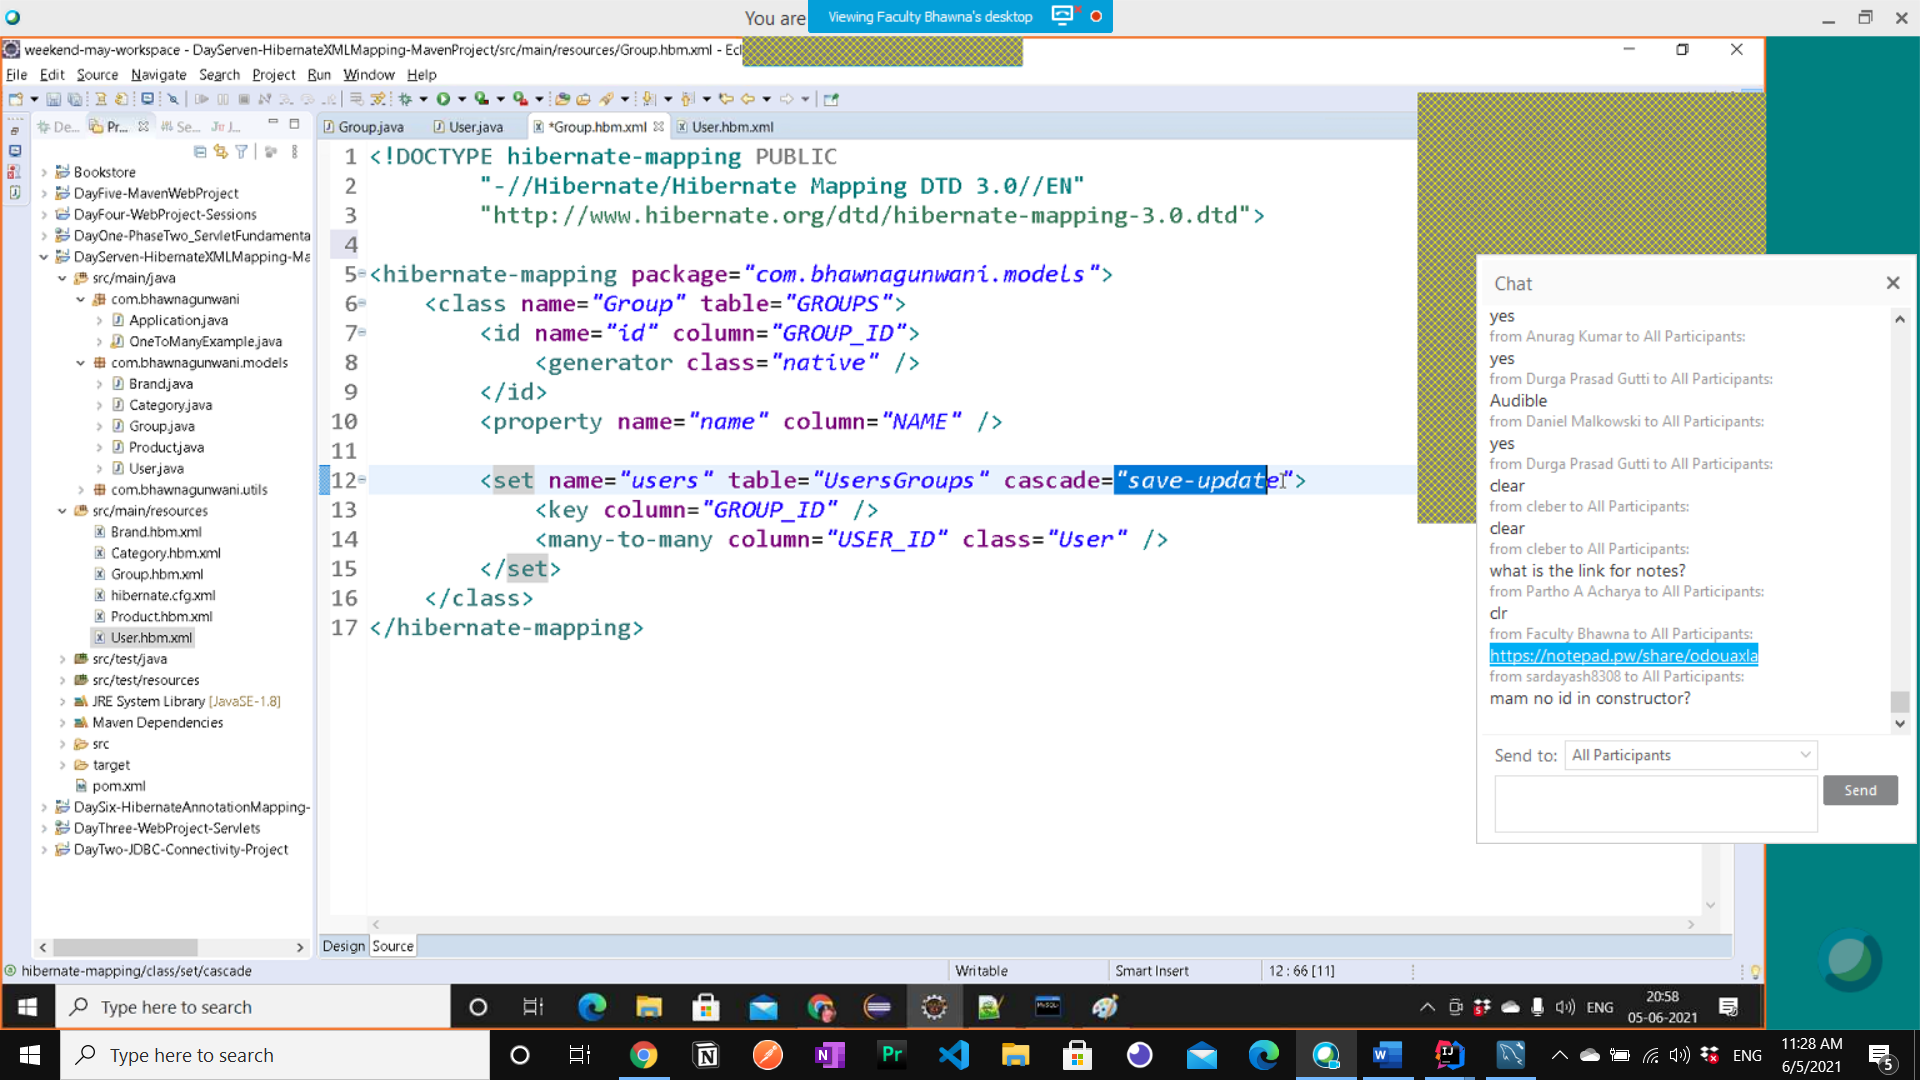 You are
Viewing Faculty Bhawna's desktop
weekend-may-workspace - DayServen-HibernateXMLMapping-MavenProject/src/main/resources/Group.hbm.xml - Ecl
File Edit Source Navigate Search Project Run Window Help
De... Pr... Se... J...
Group.java User.java *Group.hbm.xml User.hbm.xml
Bookstore
DayFive-MavenWebProject
DayFour-WebProject-Sessions
DayOne-PhaseTwo_ServletFundamenta
DayServen-HibernateXMLMapping-Ma
src/main/java
com.bhawnagunwani
Application.java
OneToManyExample.java
com.bhawnagunwani.models
Brand.java
Category.java
Group.java
Product.java
User.java
com.bhawnagunwani.utils
src/main/resources
Brand.hbm.xml
Category.hbm.xml
Group.hbm.xml
hibernate.cfg.xml
Product.hbm.xml
User.hbm.xml
src/test/java
src/test/resources
JRE System Library [JavaSE-1.8]
Maven Dependencies
src
target
pom.xml
DaySix-HibernateAnnotationMapping-
DayThree-WebProject-Servlets
DayTwo-JDBC-Connectivity-Project
1 <!DOCTYPE hibernate-mapping PUBLIC
2 "-//Hibernate/Hibernate Mapping DTD 3.0//EN"
3 "http://www.hibernate.org/dtd/hibernate-mapping-3.0.dtd">
4
5 <hibernate-mapping package="com.bhawnagunwani.models">
6 <class name="Group" table="GROUPS">
7 <id name="id" column="GROUP_ID">
8 <generator class="native" />
9 </id>
10 <property name="name" column="NAME" />
11
12 <set name="users" table="UsersGroups" cascade="save-update">
13 <key column="GROUP_ID" />
14 <many-to-many column="USER_ID" class="User" />
15 </set>
16 </class>
17 </hibernate-mapping>
Design Source
hibernate-mapping/class/set/cascade
Writable
Smart Insert
12 : 66 [11]
Chat
yes
from Anurag Kumar to All Participants:
yes
from Durga Prasad Gutti to All Participants:
Audible
from Daniel Malkowski to All Participants:
yes
from Durga Prasad Gutti to All Participants:
clear
from cleber to All Participants:
clear
from cleber to All Participants:
what is the link for notes?
from Partho A Acharya to All Participants:
clr
from Faculty Bhawna to All Participants:
https://notepad.pw/share/odouaxla
from sardayash8308 to All Participants:
mam no id in constructor?
Send to: All Participants
Send
Type here to search
ENG
20:58
05-06-2021
Type here to search
ENG
11:28 AM
6/5/2021
5